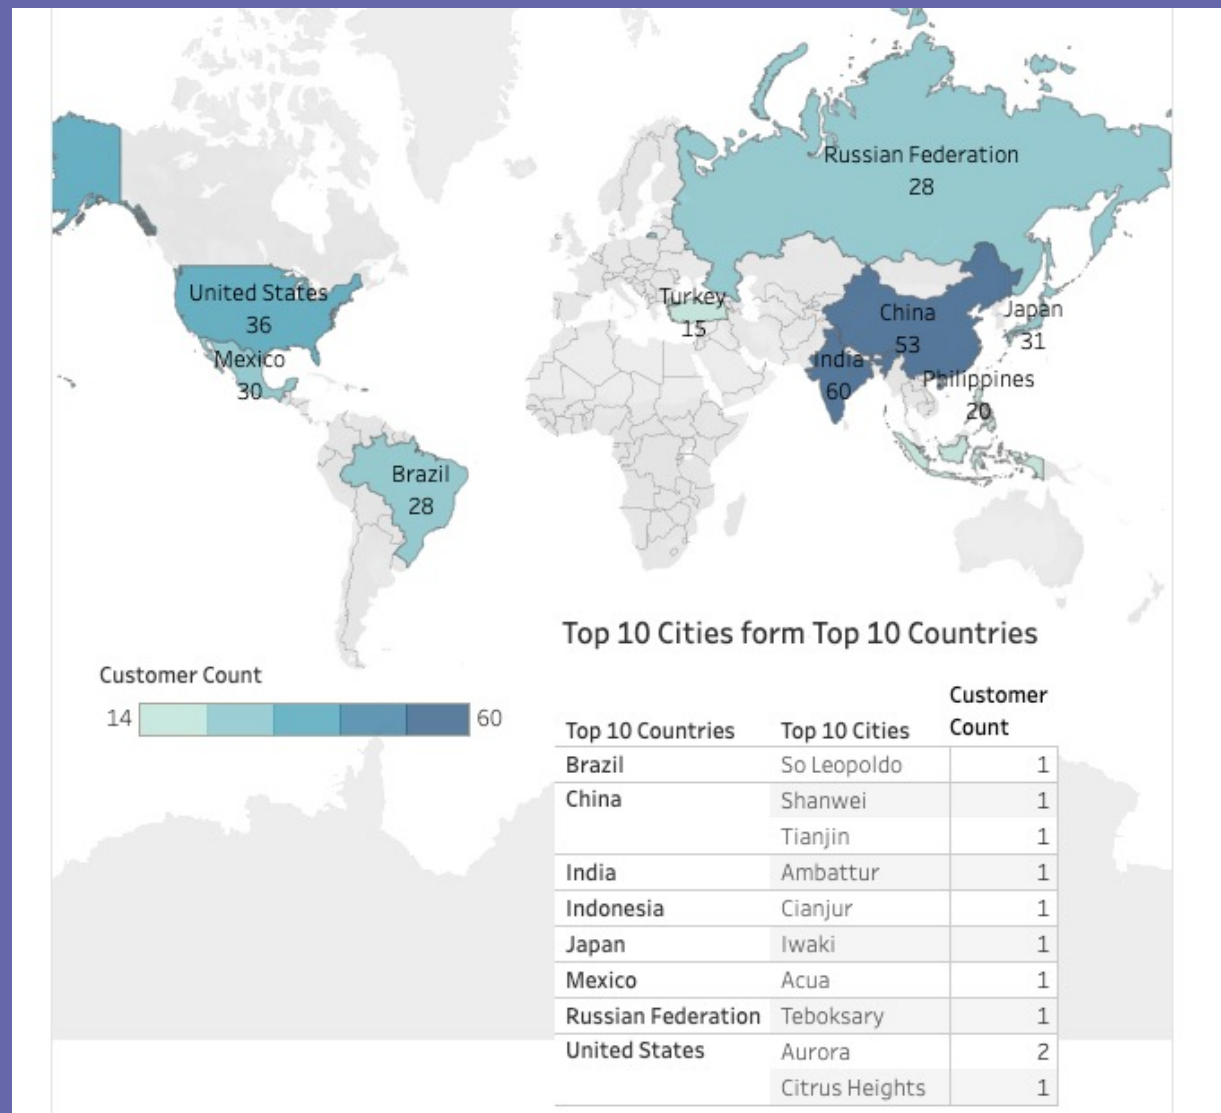 Russian Federation
28
United States
36
Mexico
30
Turkey
15
China
53
Japan
31
India
60
Philippines
20
Brazil
28
Top 10 Cities form Top 10 Countries
Customer Count
14 60
Top 10 Countries Top 10 Cities Customer Count
Brazil So Leopoldo 1
China Shanwei 1
Tianjin 1
India Ambattur 1
Indonesia Cianjur 1
Japan Iwaki 1
Mexico Acua 1
Russian Federation Teboksary 1
United States Aurora 2
Citrus Heights 1